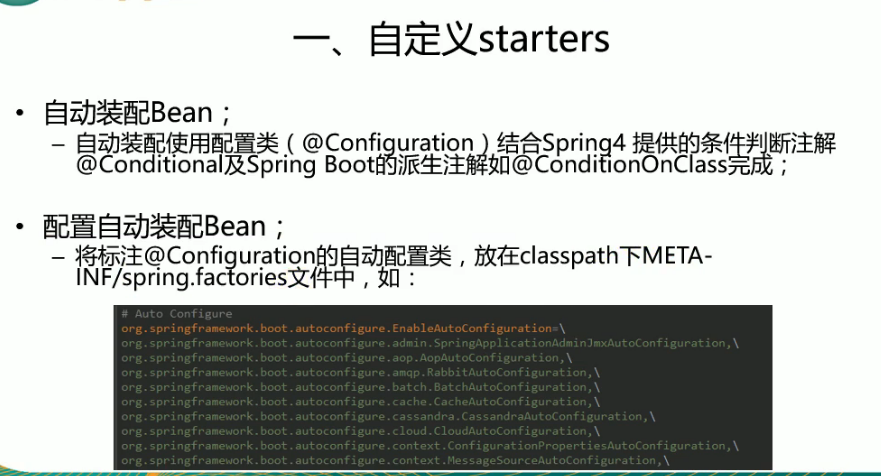 一、自定义starters
• 自动装配Bean；
– 自动装配使用配置类（@Configuration）结合Spring4 提供的条件判断注解
@Conditional及Spring Boot的派生注解如@ConditionOnClass完成；
• 配置自动装配Bean；
– 将标注@Configuration的自动配置类，放在classpath下META-
INF/spring.factories文件中，如：
# Auto Configure
org.springframework.boot.autoconfigure.EnableAutoConfiguration=\
org.springframework.boot.autoconfigure.admin.SpringApplicationAdminJmxAutoConfiguration,\
org.springframework.boot.autoconfigure.aop.AopAutoConfiguration,\
org.springframework.boot.autoconfigure.amqp.RabbitAutoConfiguration,\
org.springframework.boot.autoconfigure.batch.BatchAutoConfiguration,\
org.springframework.boot.autoconfigure.cache.CacheAutoConfiguration,\
org.springframework.boot.autoconfigure.cassandra.CassandraAutoConfiguration,\
org.springframework.boot.autoconfigure.cloud.CloudAutoConfiguration,\
org.springframework.boot.autoconfigure.context.ConfigurationPropertiesAutoConfiguration,\
org.springframework.boot.autoconfigure.context.MessageSourceAutoConfiguration,\